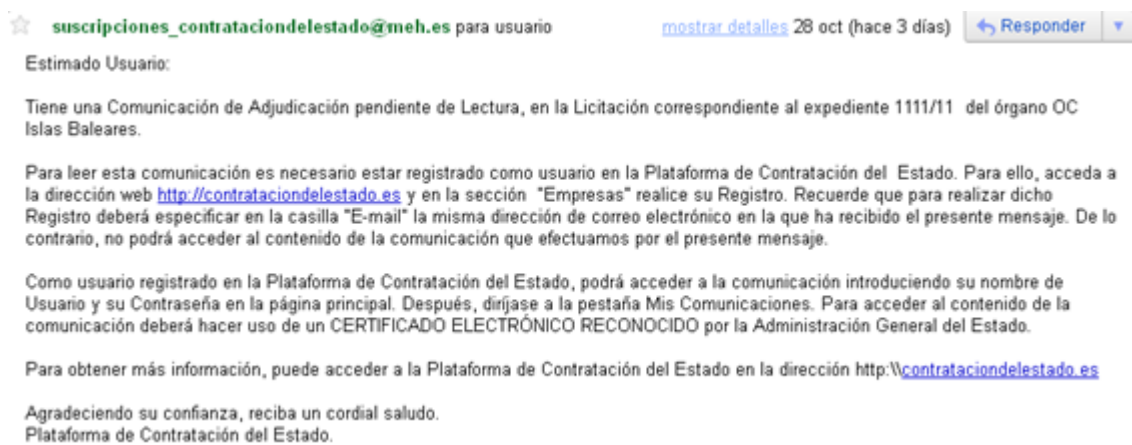 suscripciones_contrataciondelestado@meh.es para usuario mostrar detalles 28 oct (hace 3 días) Responder
Estimado Usuario:
Tiene una Comunicación de Adjudicación pendiente de Lectura, en la Licitación correspondiente al expediente 1111/11 del órgano OC
Islas Baleares.
Para leer esta comunicación es necesario estar registrado como usuario en la Plataforma de Contratación del Estado. Para ello, acceda a
la dirección web http://contrataciondelestado.es y en la sección "Empresas" realice su Registro. Recuerde que para realizar dicho
Registro deberá especificar en la casilla "E-mail" la misma dirección de correo electrónico en la que ha recibido el presente mensaje. De lo
contrario, no podrá acceder al contenido de la comunicación que efectuamos por el presente mensaje.
Como usuario registrado en la Plataforma de Contratación del Estado, podrá acceder a la comunicación introduciendo su nombre de
Usuario y su Contraseña en la página principal. Después, diríjase a la pestaña Mis Comunicaciones. Para acceder al contenido de la
comunicación deberá hacer uso de un CERTIFICADO ELECTRÓNICO RECONOCIDO por la Administración General del Estado.
Para obtener más información, puede acceder a la Plataforma de Contratación del Estado en la dirección http:\\contrataciondelestado.es
Agradeciendo su confianza, reciba un cordial saludo.
Plataforma de Contratación del Estado.